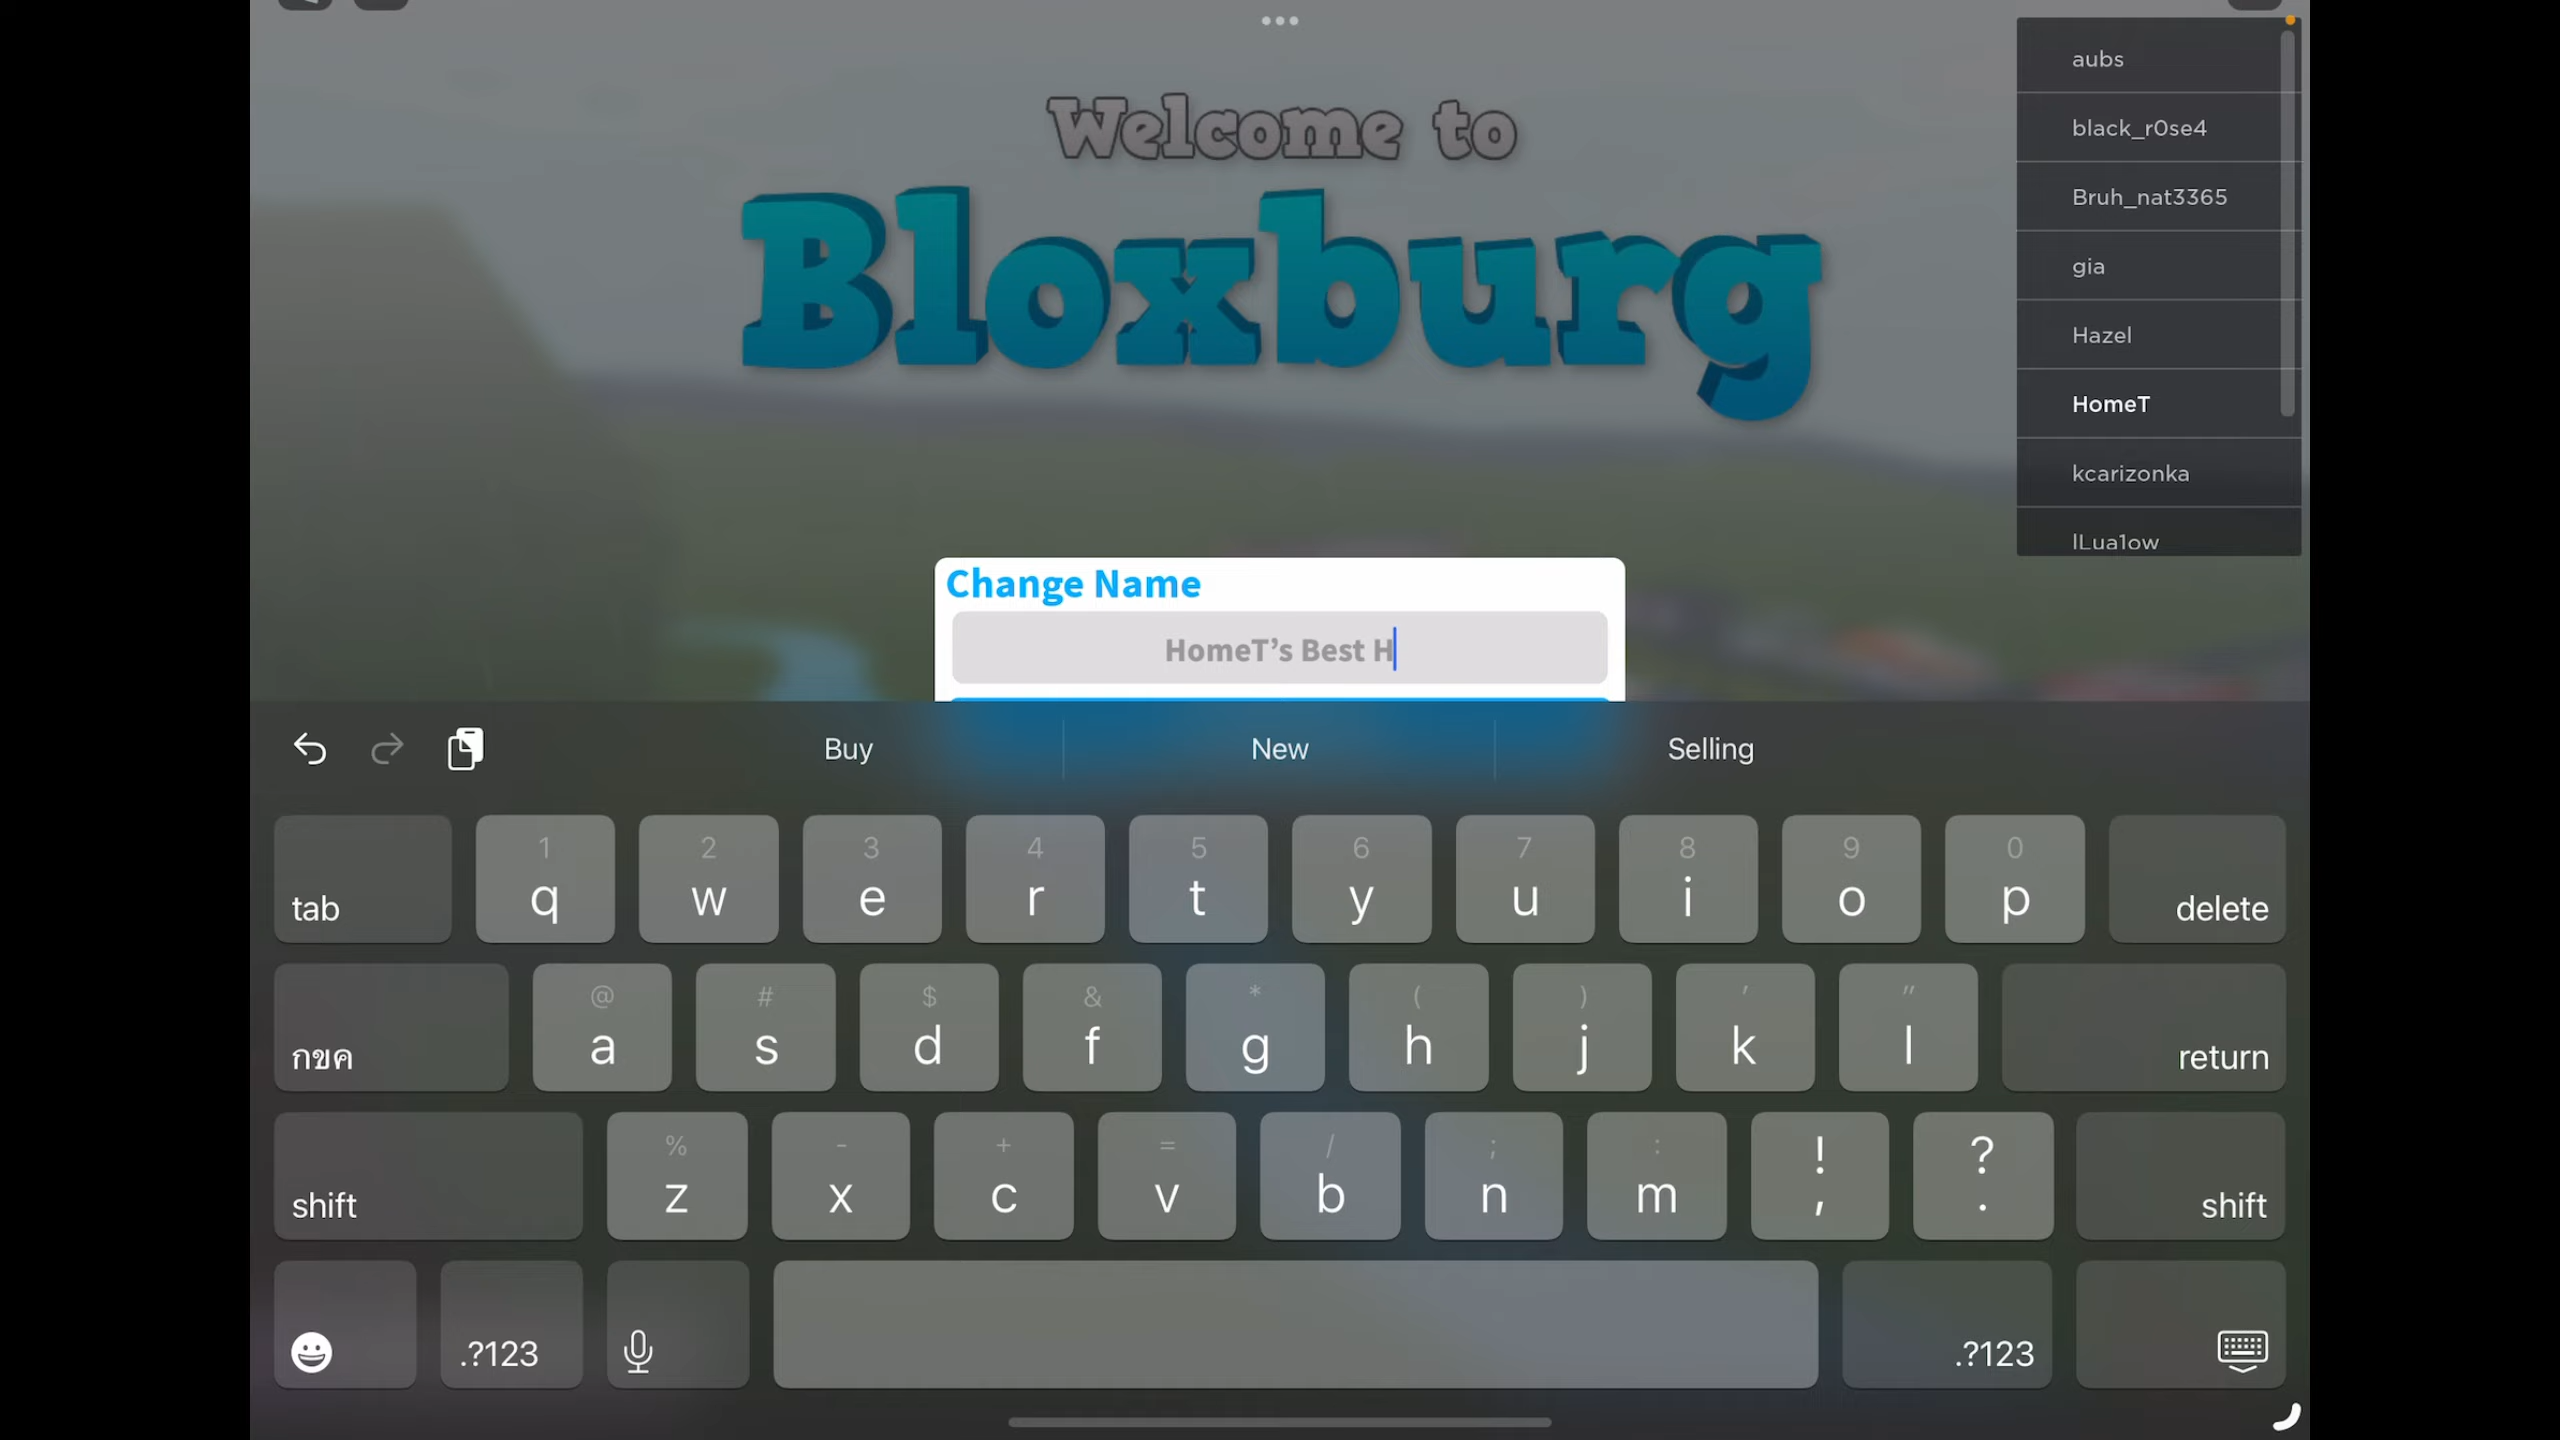 Welcome to
Bloxburg
aubs
black_r0se4
Bruh_nat3365
gia
Hazel
HomeT
kcarizonka
lLua1ow
Change Name
HomeT’s Best H
Buy New Selling
tab 1 q 2 w 3 e 4 r 5 t 6 y 7 u 8 i 9 o 0 p delete
กขค @ a # s $ d & f * g ( h ) j ' k " l return
shift % z - x + c = v / b ; n : m ! , ? . shift
.?123 .?123